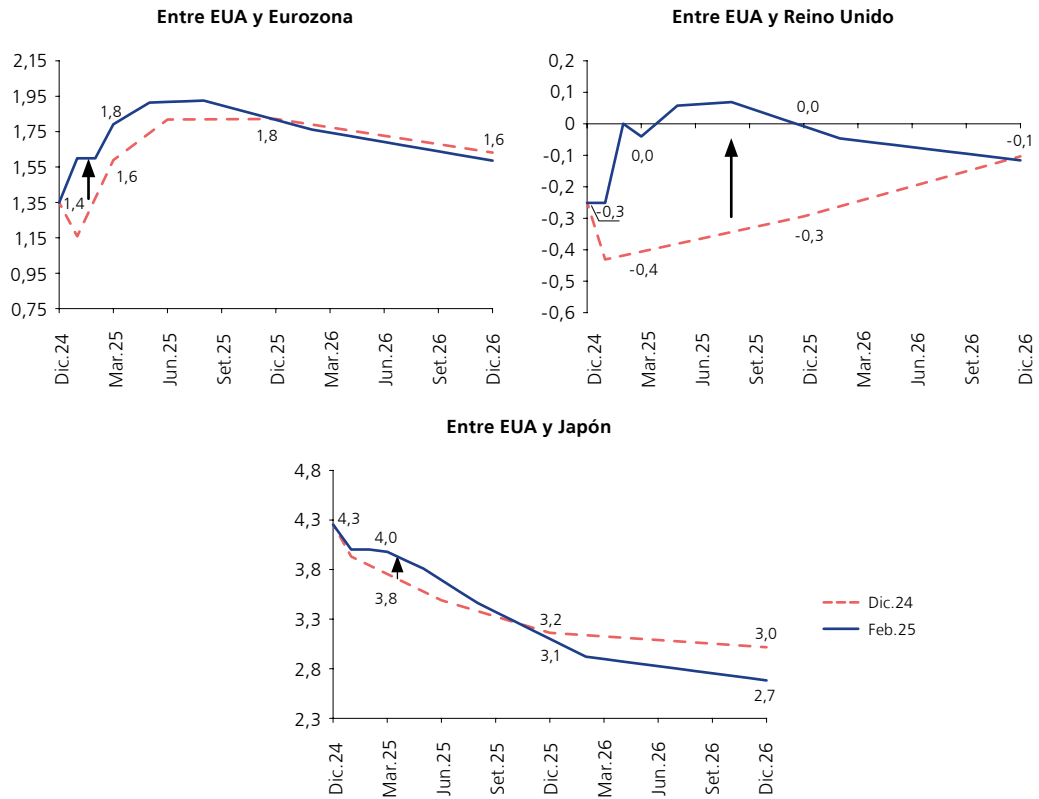 Entre EUA y Eurozona
2,15
1,95
1,75
1,55
1,35
1,15
0,95
0,75
1,4
1,8
1,6
1,8
1,6
Dic.24
Mar.25
Jun.25
Set.25
Dic.25
Mar.26
Jun.26
Set.26
Dic.26
Entre EUA y Reino Unido
0,2
0,1
0
-0,1
-0,2
-0,3
-0,4
-0,5
-0,6
-0,3
0,0
-0,4
0,0
-0,3
-0,1
Dic.24
Mar.25
Jun.25
Set.25
Dic.25
Mar.26
Jun.26
Set.26
Dic.26
Entre EUA y Japón
4,8
4,3
3,8
3,3
2,8
2,3
4,3
4,0
3,8
3,2
3,1
3,0
2,7
Dic.24
Mar.25
Jun.25
Set.25
Dic.25
Mar.26
Jun.26
Set.26
Dic.26
Dic.24
Feb.25